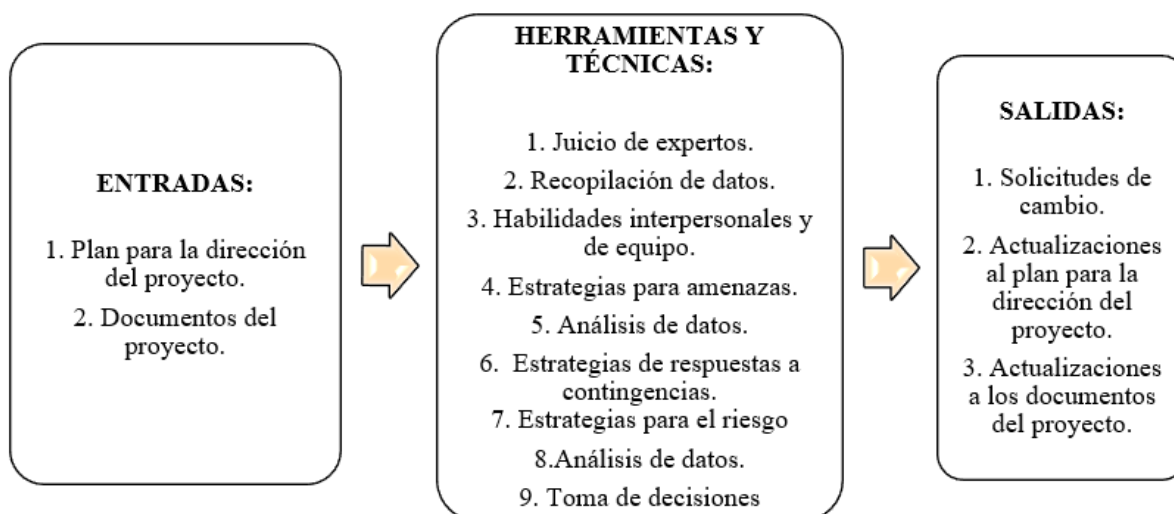 ENTRADAS:
1. Plan para la dirección
del proyecto.
2. Documentos del
proyecto.
HERRAMIENTAS Y
TÉCNICAS:
1. Juicio de expertos.
2. Recopilación de datos.
3. Habilidades interpersonales y
de equipo.
4. Estrategias para amenazas.
5. Análisis de datos.
6. Estrategias de respuestas a
contingencias.
7. Estrategias para el riesgo
8.Análisis de datos.
9. Toma de decisiones
SALIDAS:
1. Solicitudes de
cambio.
2. Actualizaciones
al plan para la
dirección del
proyecto.
3. Actualizaciones
a los documentos
del proyecto.